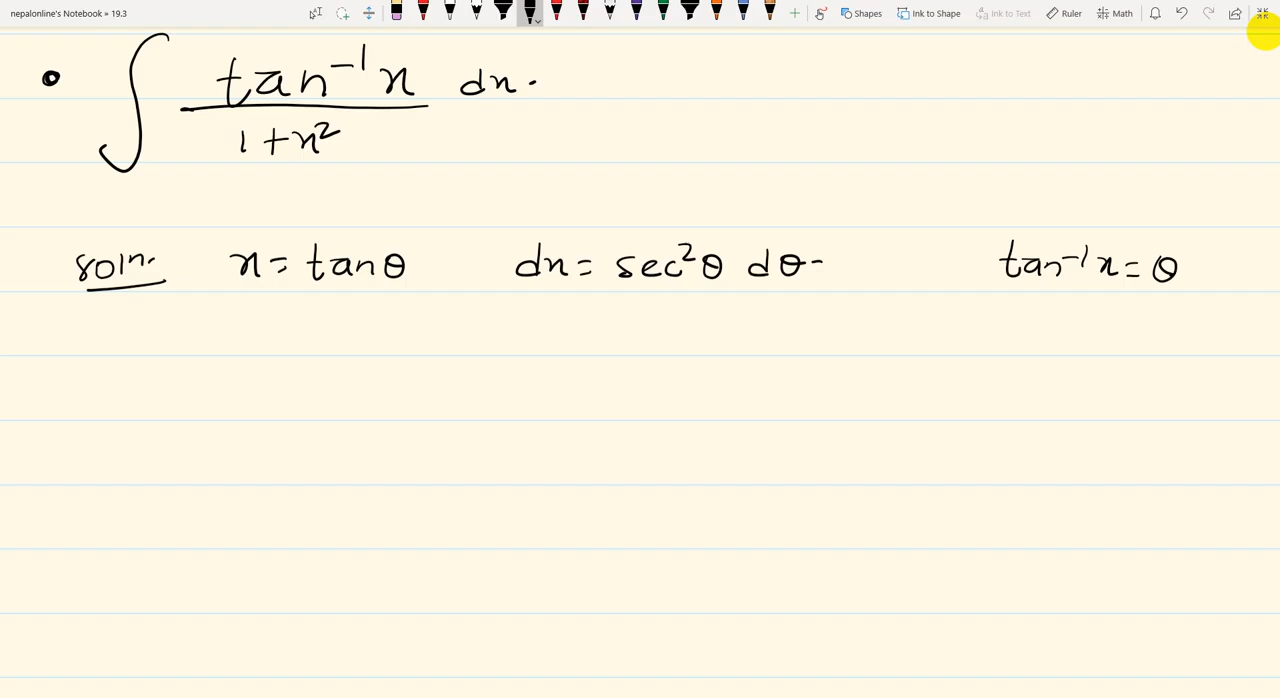 nepalonline's Notebook » 19.3
Shapes Ink to Shape Ink to Text Ruler Math
• ∫ tan⁻¹x / 1+x² dx.
soln. x = tanθ dx = sec²θ dθ- tan⁻¹x = θ